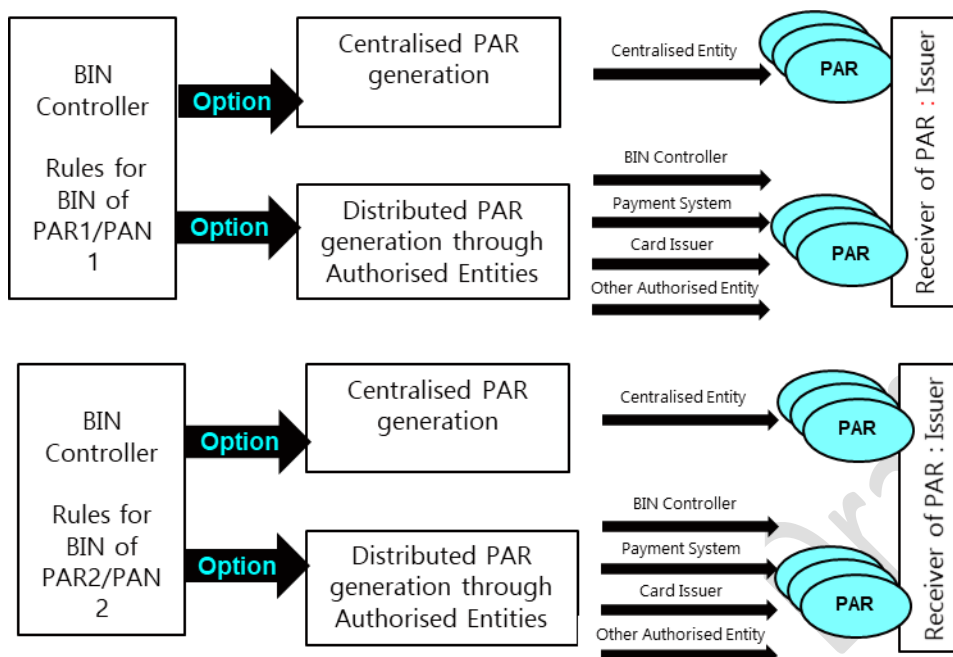 BIN
Controller
Rules for
BIN of
PAR1/PAN
1
Option
Centralised PAR
generation
Centralised Entity
PAR
Option
Distributed PAR
generation through
Authorised Entities
BIN Controller
Payment System
Card Issuer
Other Authorised Entity
PAR
Receiver of PAR : Issuer
BIN
Controller
Rules for
BIN of
PAR2/PAN
2
Option
Centralised PAR
generation
Centralised Entity
PAR
Option
Distributed PAR
generation through
Authorised Entities
BIN Controller
Payment System
Card Issuer
Other Authorised Entity
PAR
Receiver of PAR : Issuer